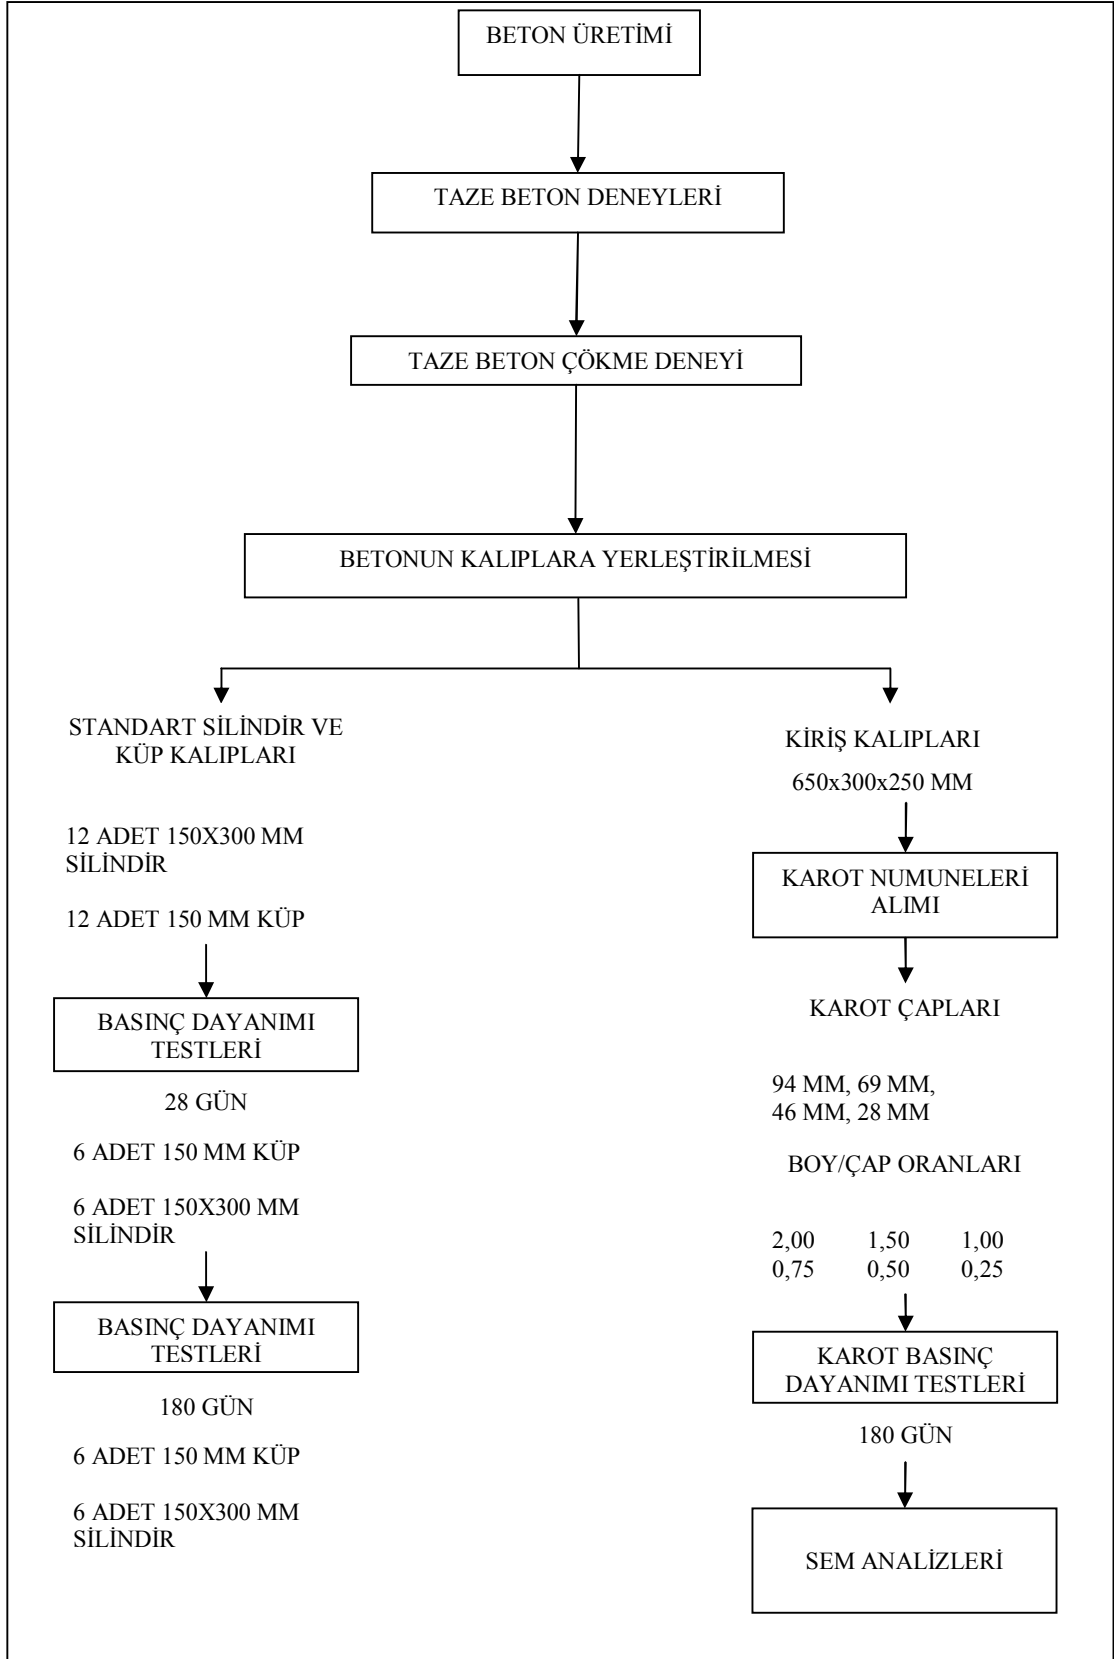 BETON ÜRETİMİ
TAZE BETON DENEYLERİ
TAZE BETON ÇÖKME DENEYİ
BETONUN KALIPLARA YERLEŞTİRİLMESİ
STANDART SİLİNDİR VE
KÜP KALIPLARI
12 ADET 150X300 MM
SİLİNDİR
12 ADET 150 MM KÜP
BASINÇ DAYANIMI
TESTLERİ
28 GÜN
6 ADET 150 MM KÜP
6 ADET 150X300 MM
SİLİNDİR
BASINÇ DAYANIMI
TESTLERİ
180 GÜN
6 ADET 150 MM KÜP
6 ADET 150X300 MM
SİLİNDİR
KİRİŞ KALIPLARI
650x300x250 MM
KAROT NUMUNELERİ
ALIMI
KAROT ÇAPLARI
94 MM, 69 MM,
46 MM, 28 MM
BOY/ÇAP ORANLARI
2,00 1,50 1,00
0,75 0,50 0,25
KAROT BASINÇ
DAYANIMI TESTLERİ
180 GÜN
SEM ANALİZLERİ